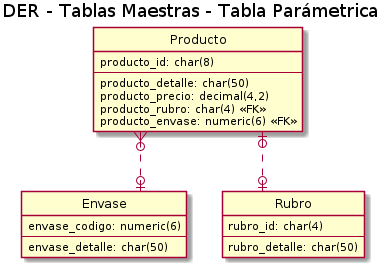 DER - Tablas Maestras - Tabla Parámetrica
Producto
producto_id: char(8)
producto_detalle: char(50)
producto_precio: decimal(4,2)
producto_rubro: char(4) «FK»
producto_envase: numeric(6) «FK»
Envase
envase_codigo: numeric(6)
envase_detalle: char(50)
Rubro
rubro_id: char(4)
rubro_detalle: char(50)